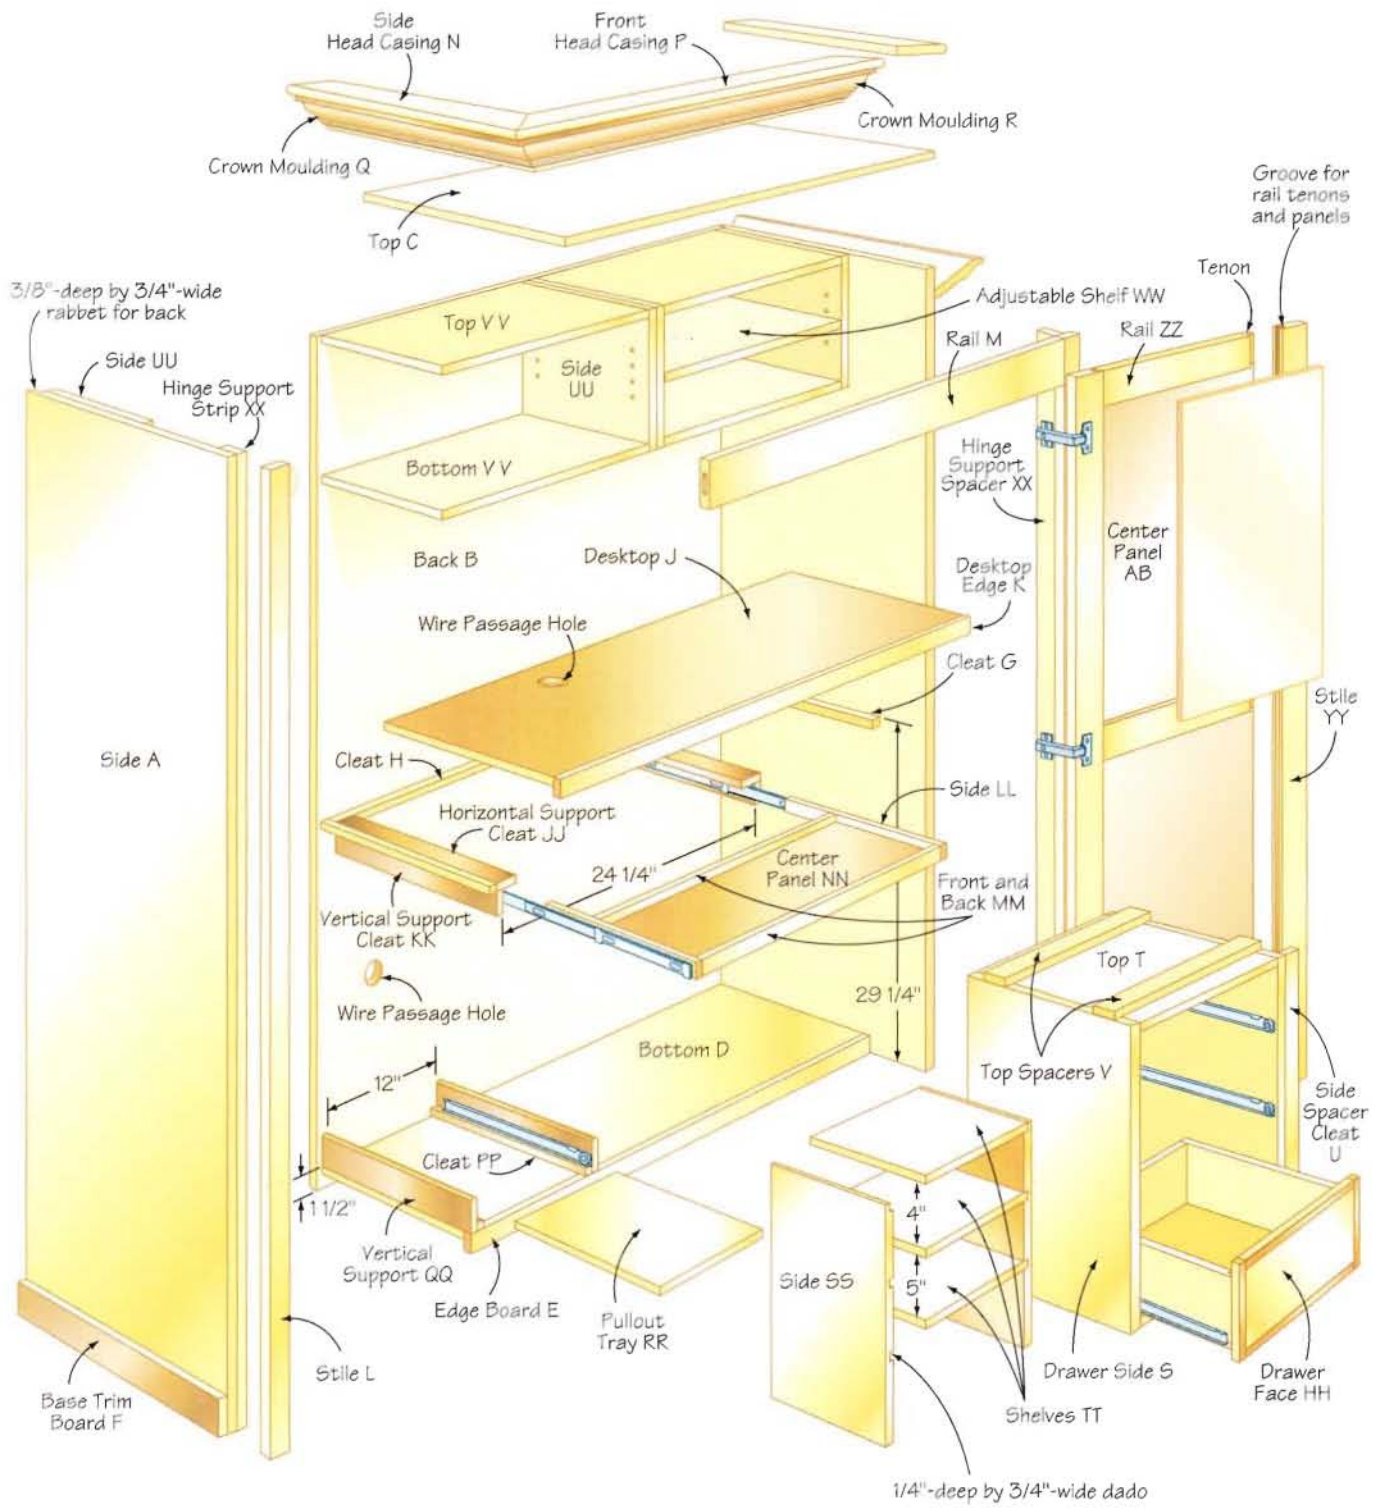 Side
Head Casing N
Front
Head Casing P
Crown Moulding R
Crown Moulding Q
Top C
Groove for
rail tenons
and panels
Tenon
3/8"-deep by 3/4"-wide
rabbet for back
Side UU
Hinge Support
Strip XX
Top VV
Side
UU
Adjustable Shelf WW
Rail M
Rail ZZ
Bottom VV
Hinge
Support
Spacer XX
Center
Panel
AB
Back B
Desktop J
Desktop
Edge K
Wire Passage Hole
Cleat G
Stile
YY
Side A
Cleat H
Side LL
Horizontal Support
Cleat JJ
24 1/4"
Center
Panel NN
Front and
Back MM
Vertical Support
Cleat KK
Top T
Wire Passage Hole
29 1/4"
Bottom D
Top Spacers V
12"
Side
Spacer
Cleat
U
Cleat PP
1 1/2"
4"
Vertical
Support QQ
Side SS
5"
Edge Board E
Pullout
Tray RR
Stile L
Drawer Side S
Drawer
Face HH
Base Trim
Board F
Shelves TT
1/4"-deep by 3/4"-wide dado